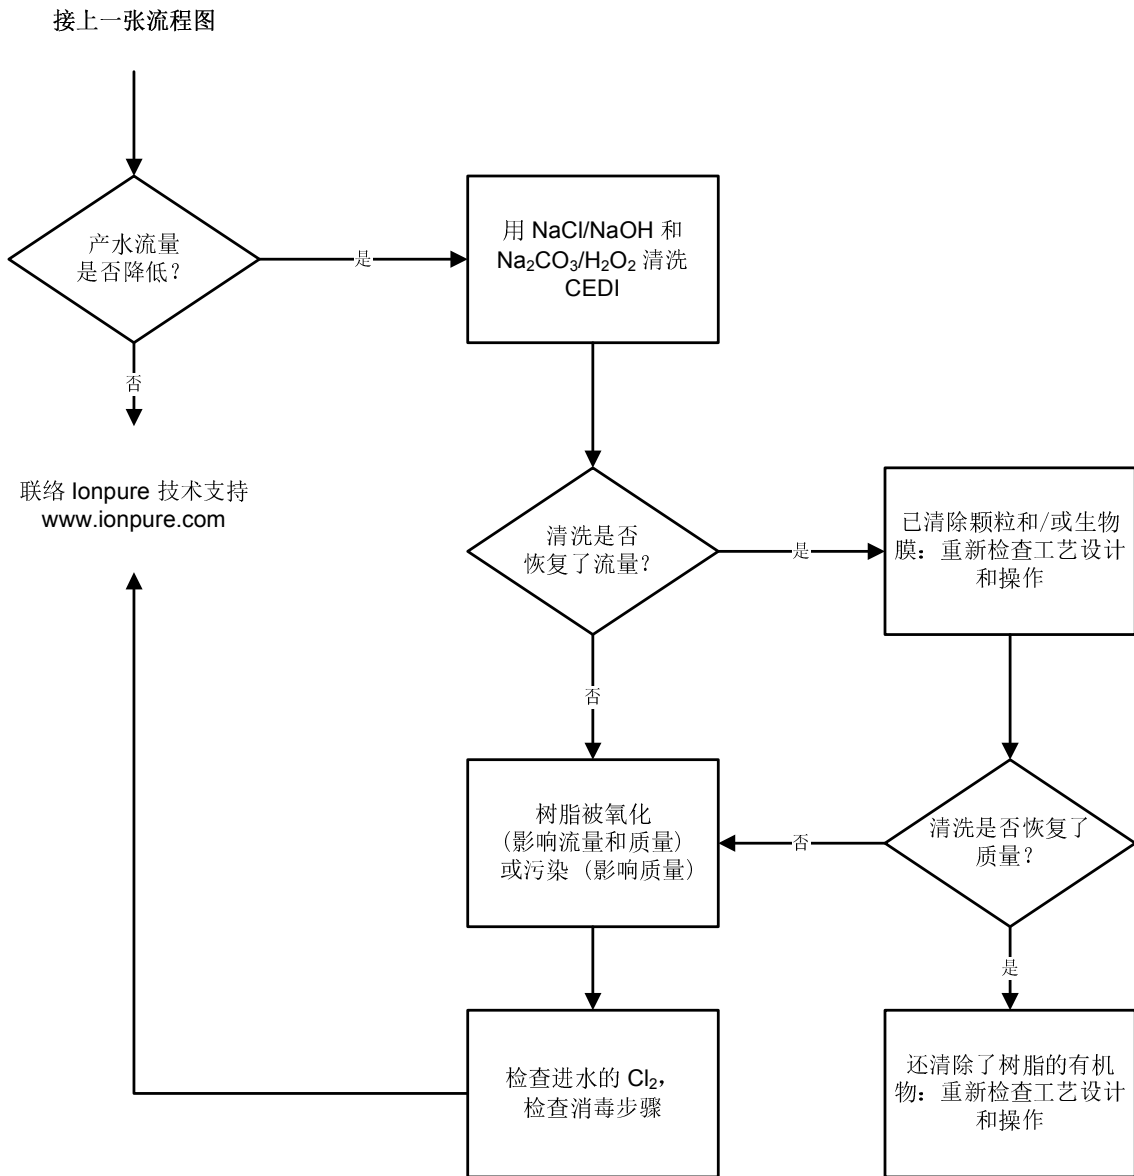 接上一张流程图
产水流量
是否降低？
是
用 NaCl/NaOH 和
Na₂CO₃/H₂O₂ 清洗
CEDI
否
联络 Ionpure 技术支持
www.ionpure.com
清洗是否
恢复了流量？
是
已清除颗粒和/或生物
膜：重新检查工艺设计
和操作
否
树脂被氧化
（影响流量和质量）
或污染（影响质量）
否
清洗是否恢复了
质量？
是
检查进水的 Cl₂，
检查消毒步骤
还清除了树脂的有机
物：重新检查工艺设计
和操作